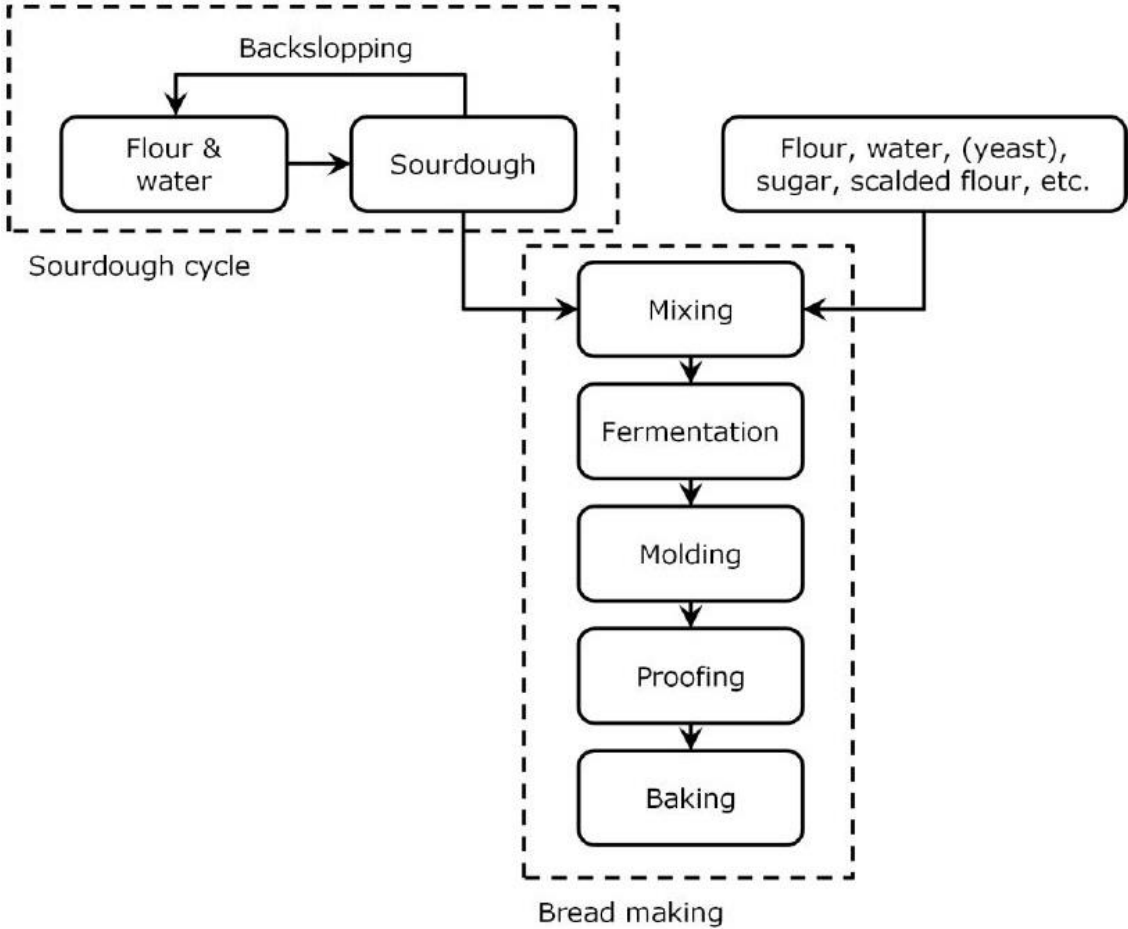 Backslopping
Flour &
water
Sourdough
Flour, water, (yeast),
sugar, scalded flour, etc.
Sourdough cycle
Mixing
Fermentation
Molding
Proofing
Baking
Bread making